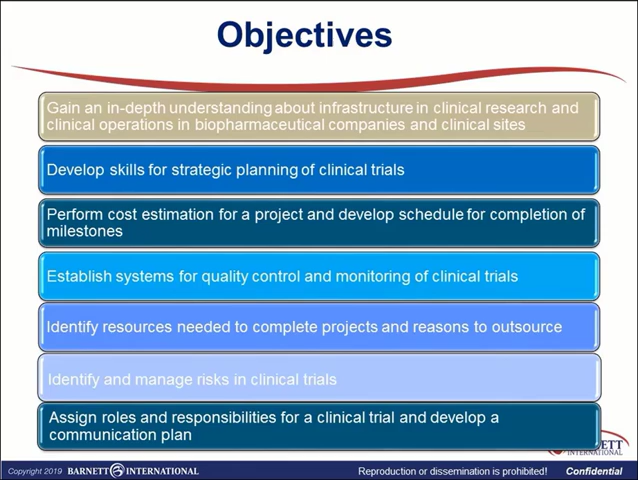 Objectives
Gain an in-depth understanding about infrastructure in clinical research and
clinical operations in biopharmaceutical companies and clinical sites
Develop skills for strategic planning of clinical trials
Perform cost estimation for a project and develop schedule for completion of
milestones
Establish systems for quality control and monitoring of clinical trials
Identify resources needed to complete projects and reasons to outsource
Identify and manage risks in clinical trials
Assign roles and responsibilities for a clinical trial and develop a
communication plan
INTERNATIONAL
Copyright 2019 BARNETT INTERNATIONAL Reproduction or dissemination is prohibited! Confidential